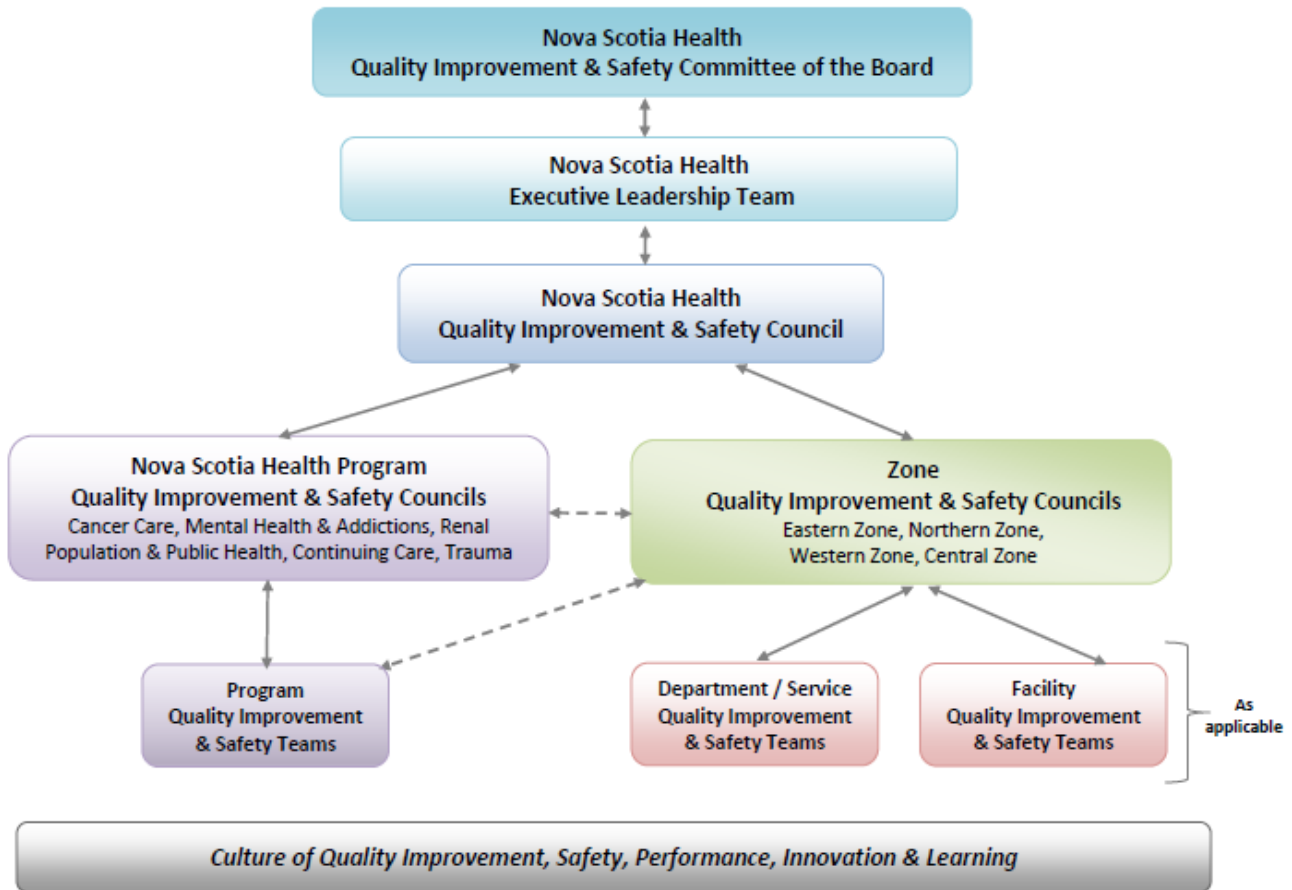 Nova Scotia Health
Quality Improvement & Safety Committee of the Board
Nova Scotia Health
Executive Leadership Team
Nova Scotia Health
Quality Improvement & Safety Council
Nova Scotia Health Program
Quality Improvement & Safety Councils
Cancer Care, Mental Health & Addictions, Renal
Population & Public Health, Continuing Care, Trauma
Zone
Quality Improvement & Safety Councils
Eastern Zone, Northern Zone,
Western Zone, Central Zone
Program
Quality Improvement
& Safety Teams
Department / Service
Quality Improvement
& Safety Teams
Facility
Quality Improvement
& Safety Teams
As
applicable
Culture of Quality Improvement, Safety, Performance, Innovation & Learning